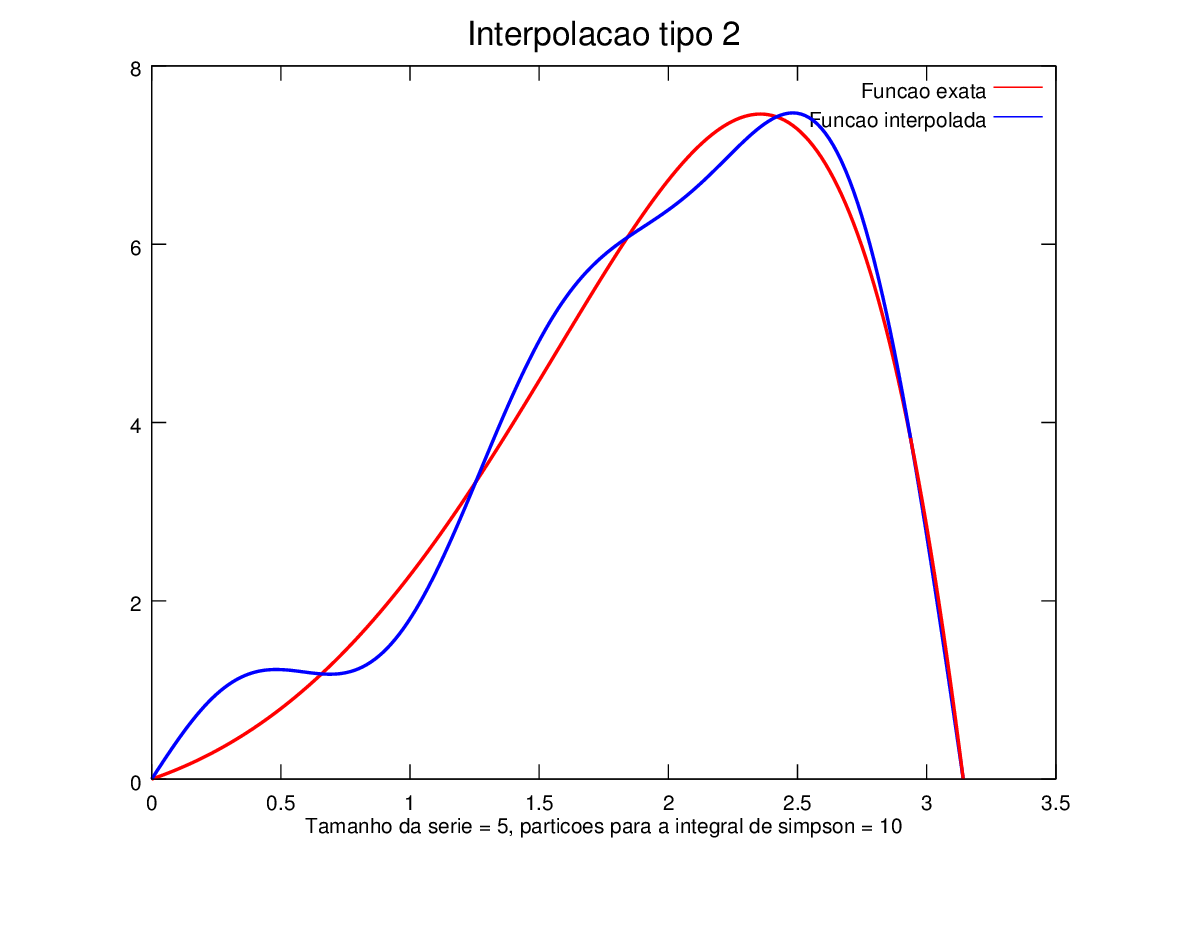 Interpolacao tipo 2
8
Funcao exata
Funcao interpolada
6
4
2
0
0 0.5 1 1.5 2 2.5 3 3.5
Tamanho da serie = 5, particoes para a integral de simpson = 10